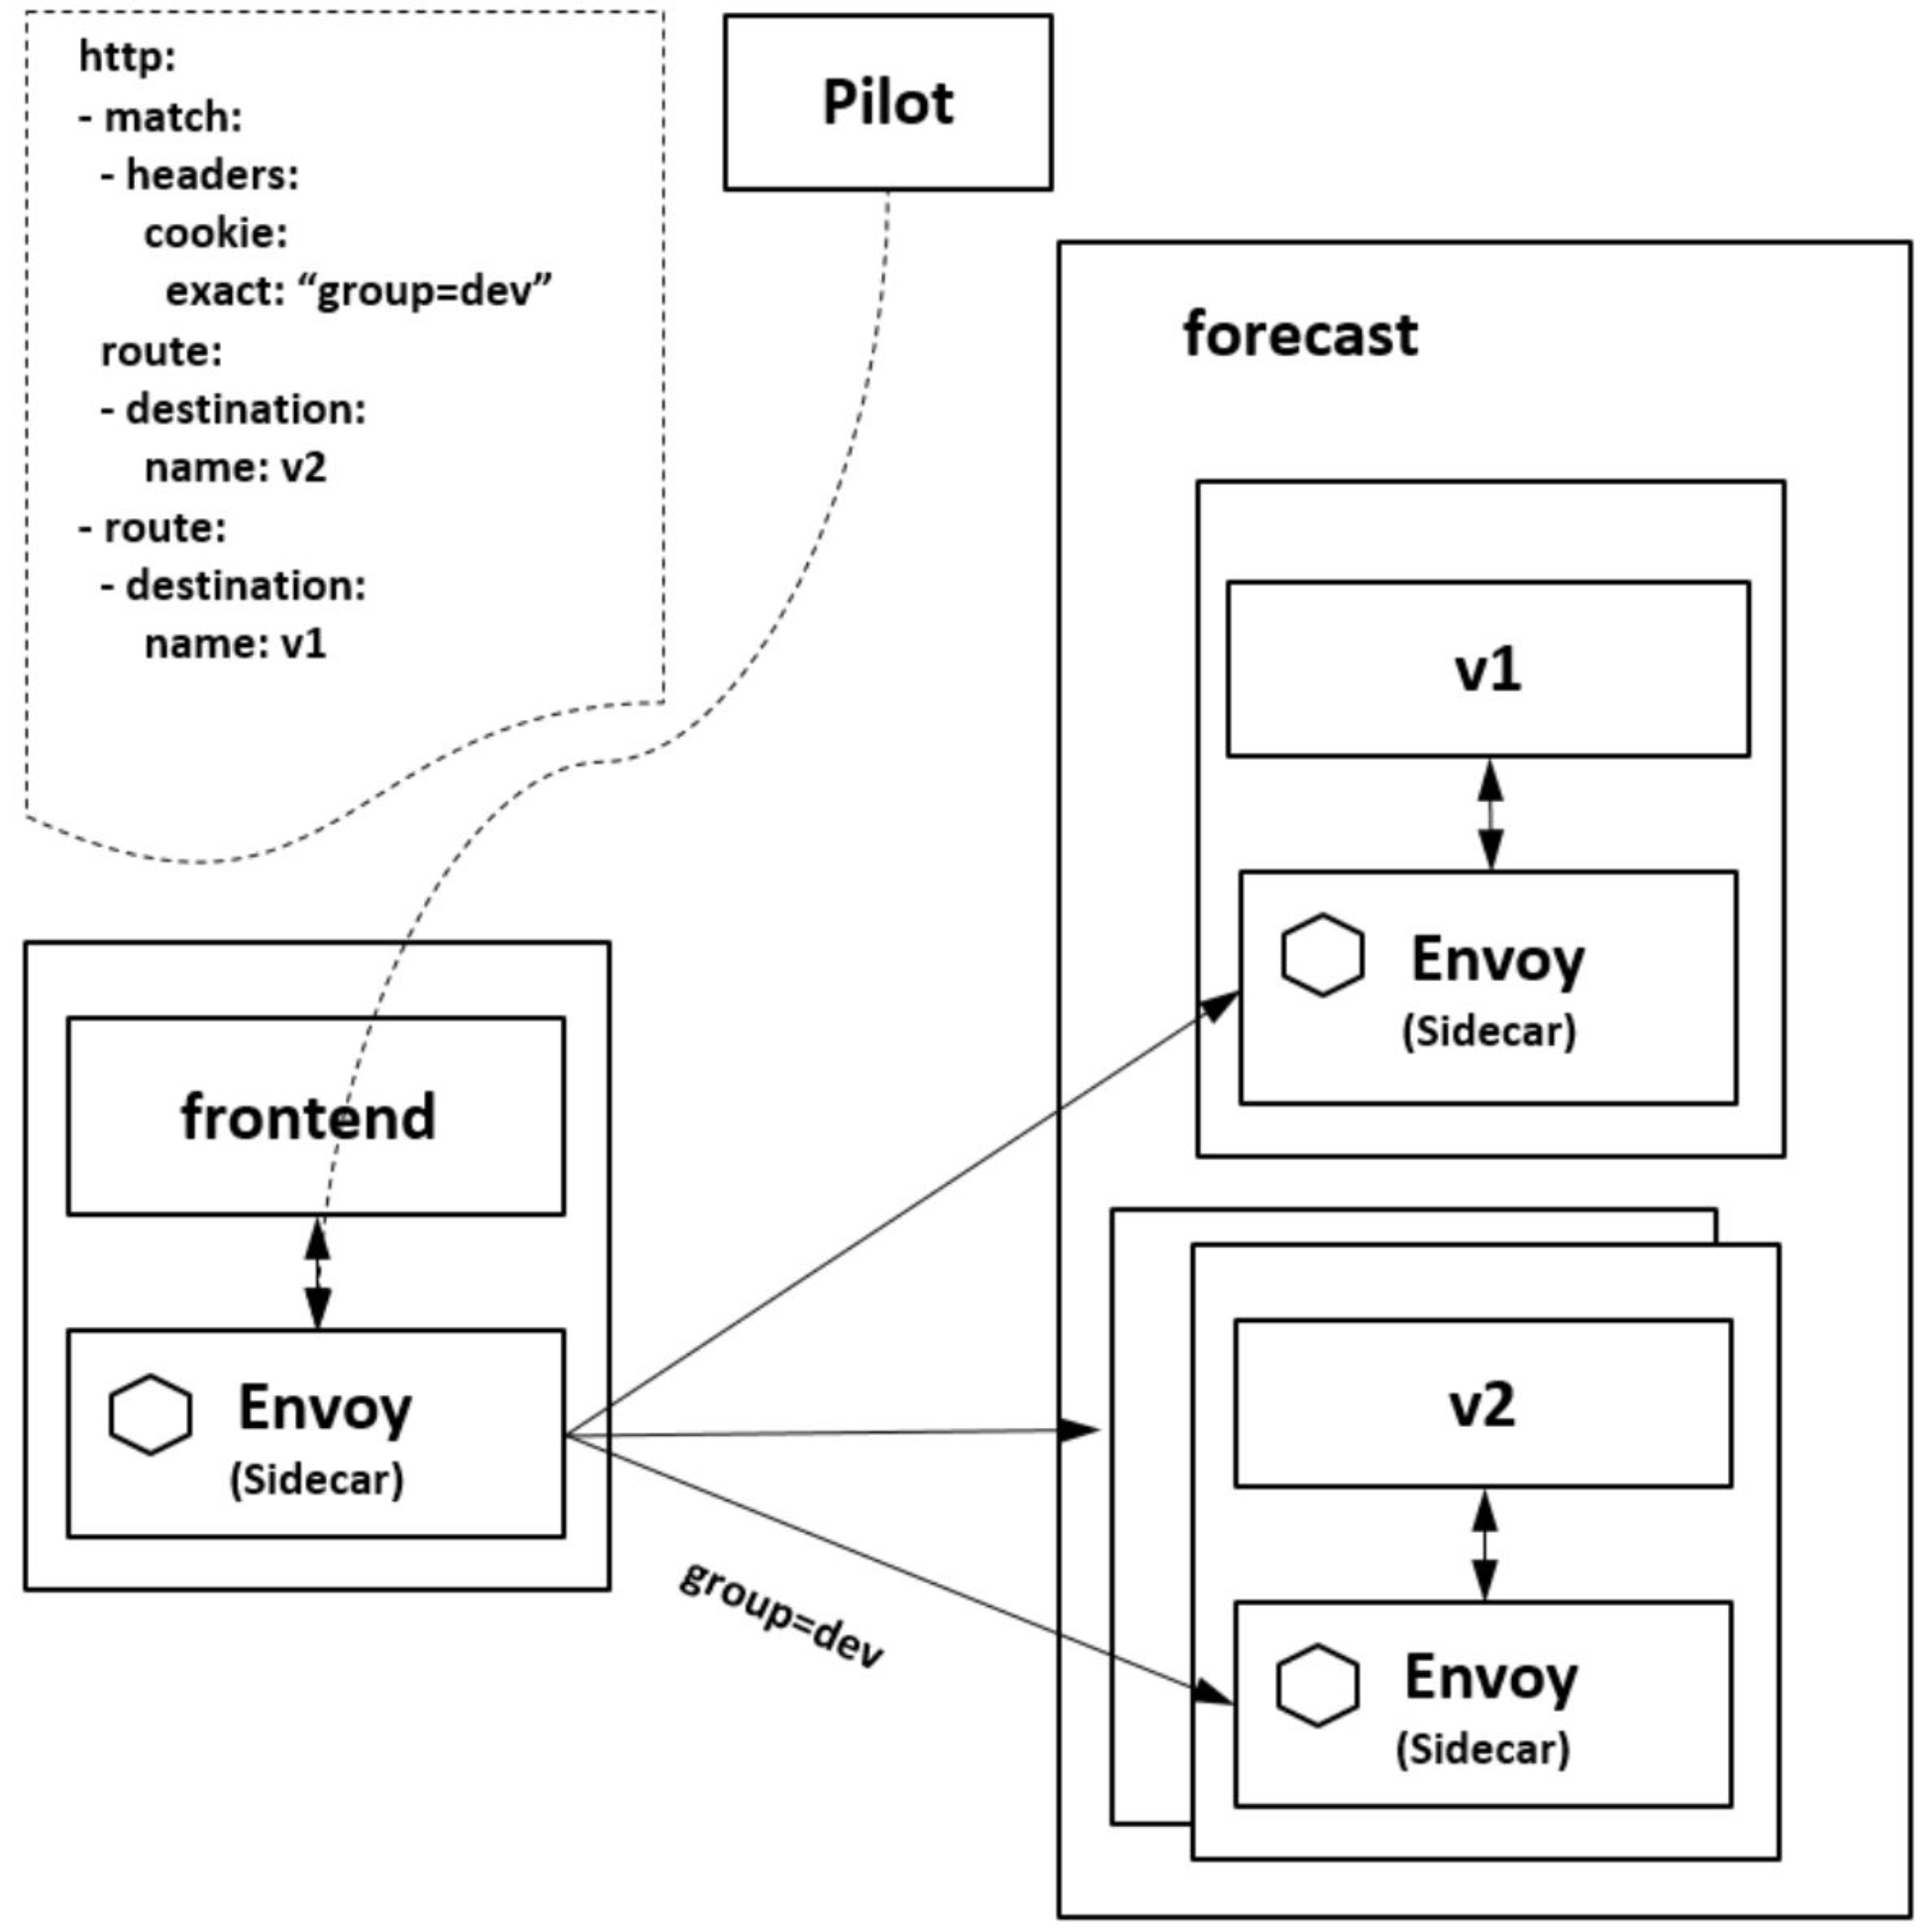 http:
- match:
- headers:
cookie:
exact: “group=dev”
route:
- destination:
name: v2
- route:
- destination:
name: v1
Pilot
forecast
v1
Envoy
(Sidecar)
frontend
Envoy
(Sidecar)
group=dev
v2
Envoy
(Sidecar)